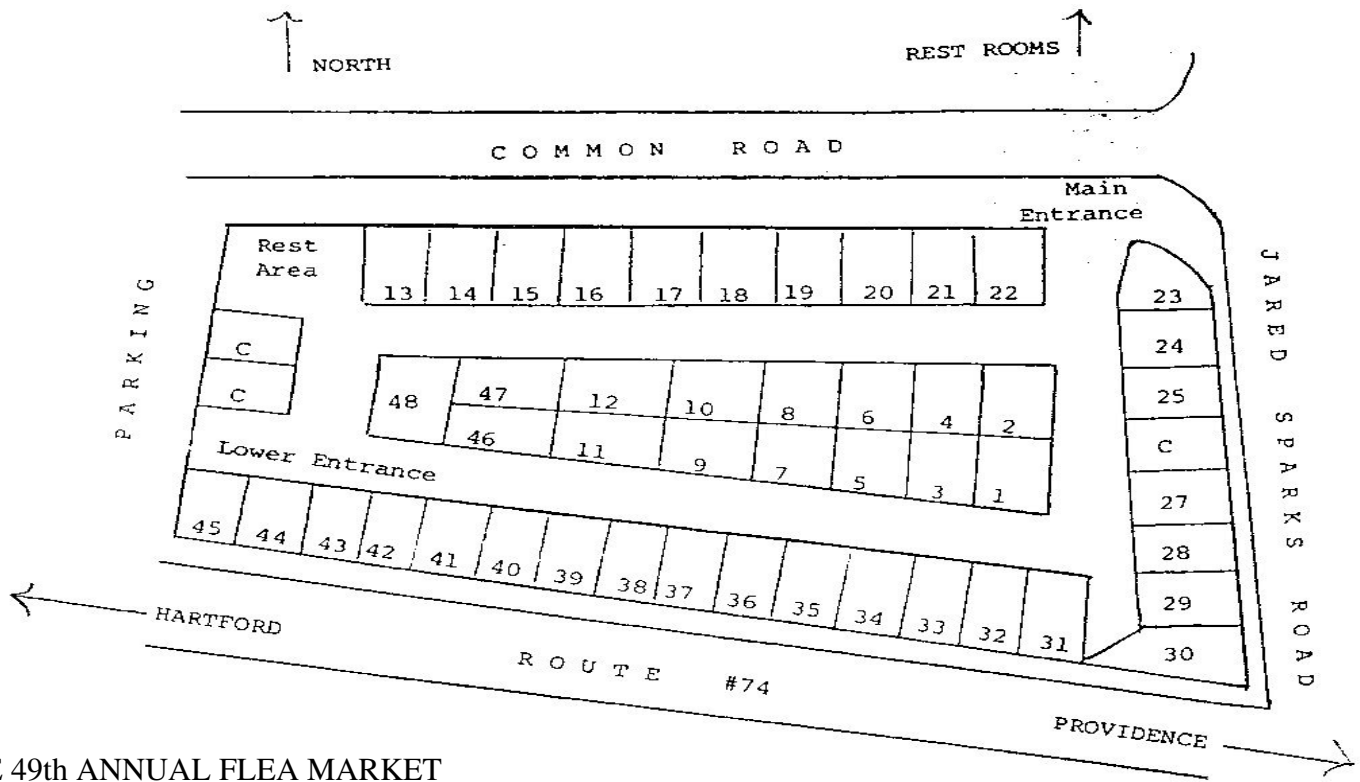 NORTH
REST ROOMS
COMMON ROAD
Main
Entrance
Rest
Area
13 14 15 16 17 18 19 20 21 22
23
24
25
C
27
28
29
30
C
C
PARKING
JARED SPARKS ROAD
48 47 12 10 8 6 4 2
46 11 9 7 5 3 1
Lower Entrance
45 44 43 42 41 40 39 38 37 36 35 34 33 32 31
HARTFORD
ROUTE #74
PROVIDENCE
49th ANNUAL FLEA MARKET